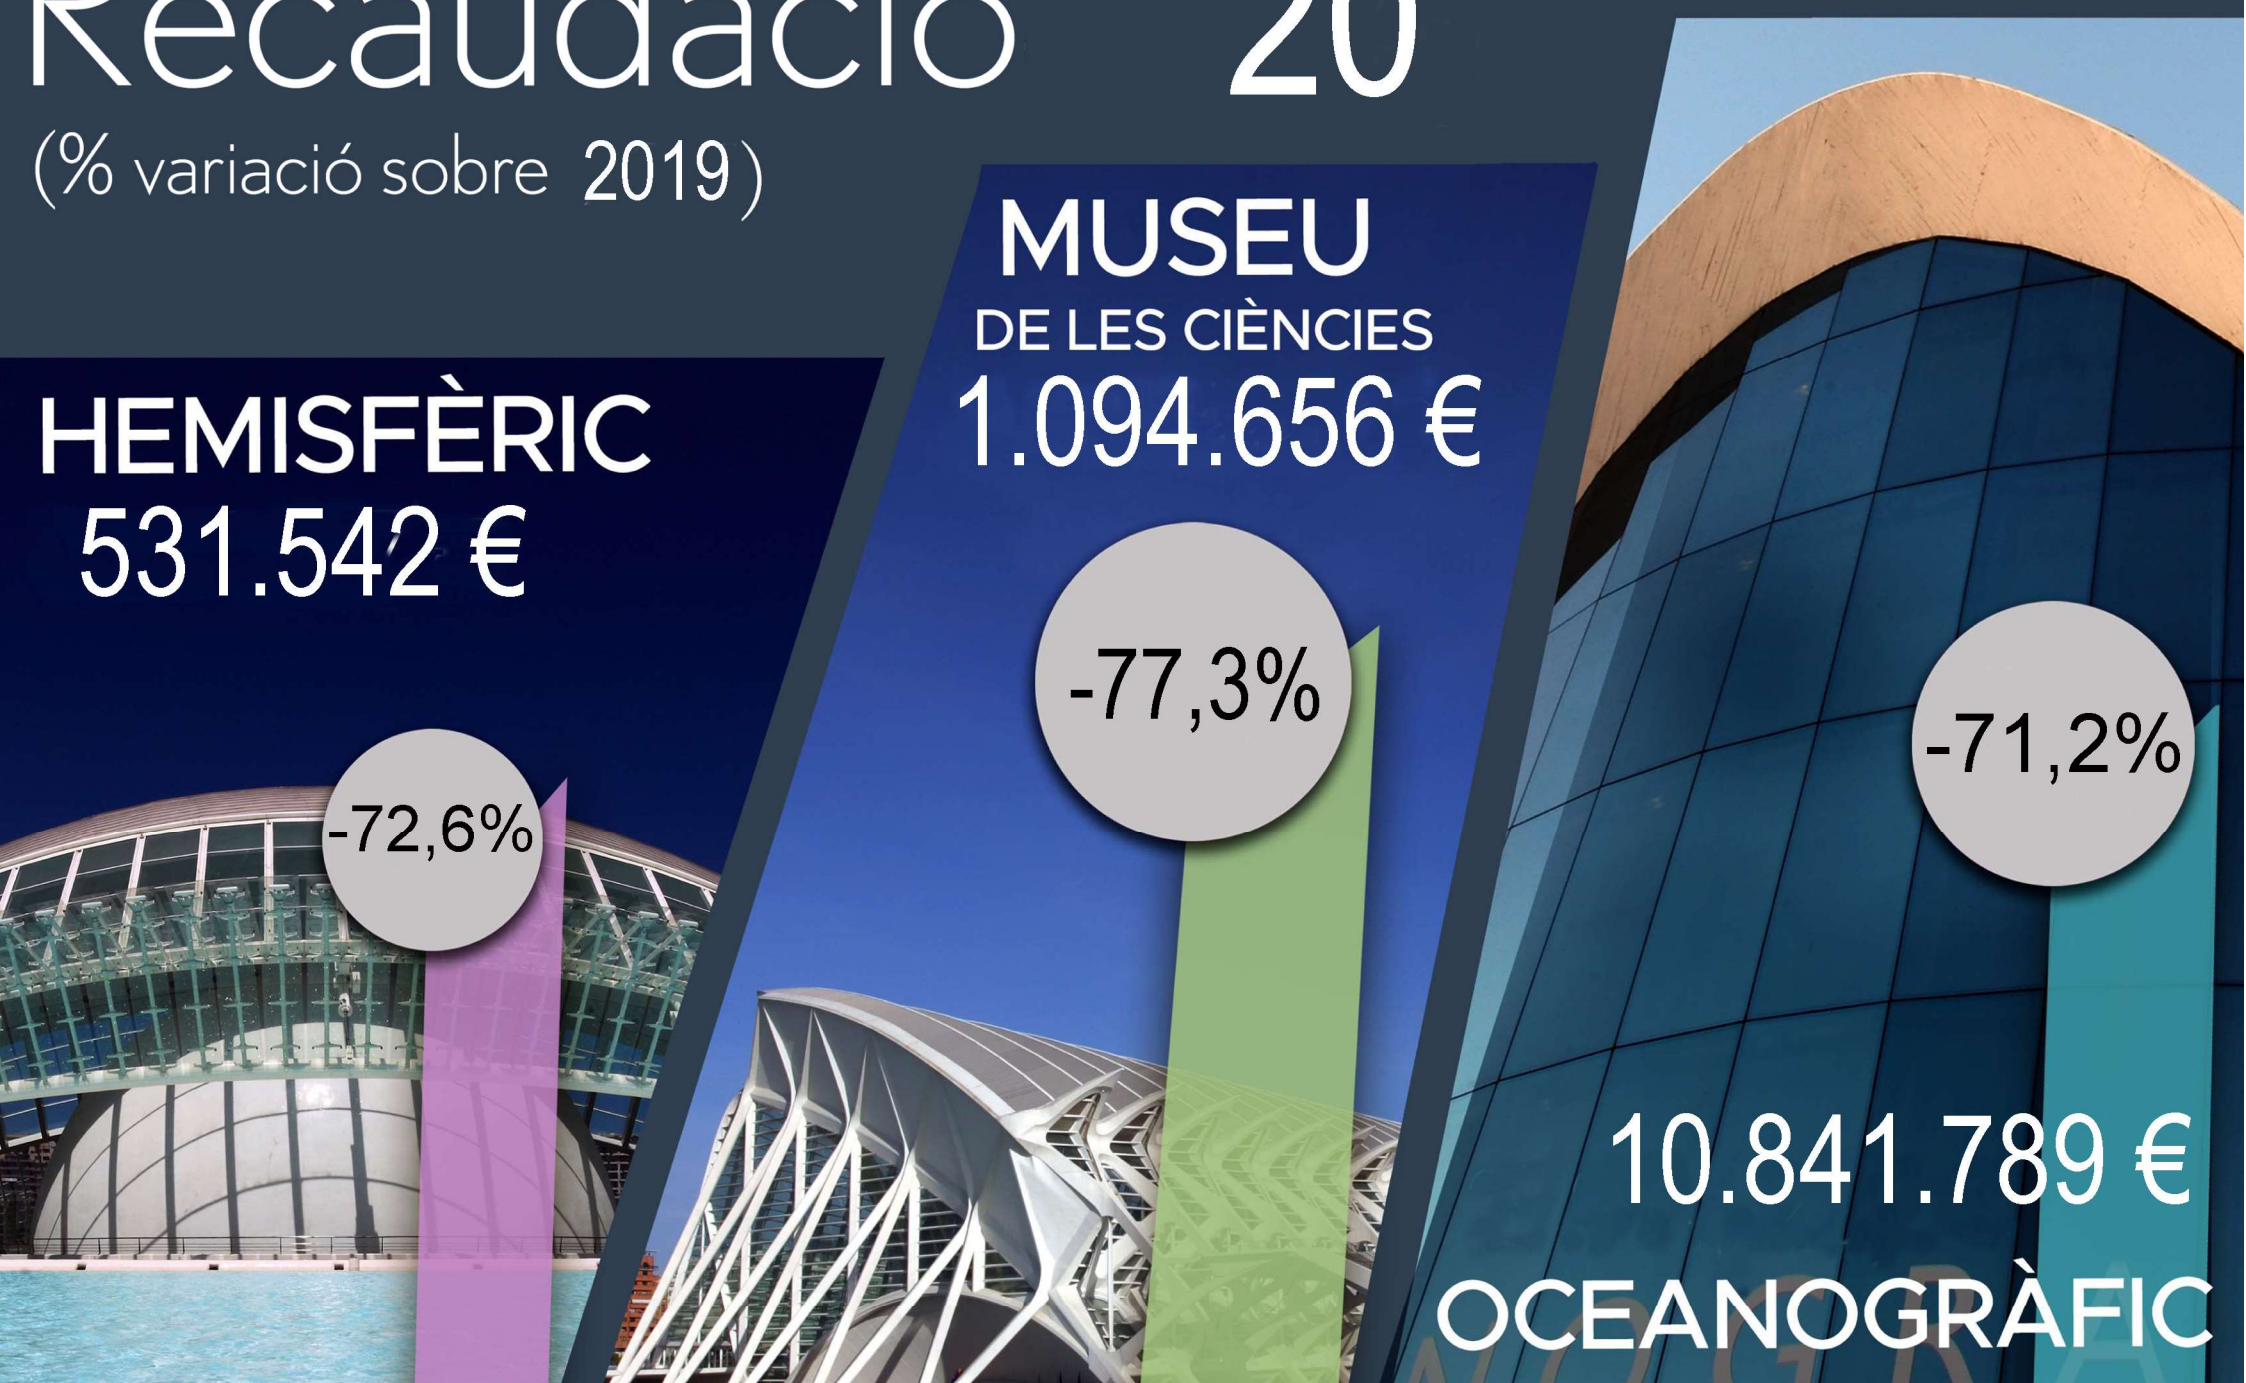 Recaudació 20
(% variació sobre 2019)
HEMISFÈRIC
531.542 €
-72,6%
MUSEU
DE LES CIÈNCIES
1.094.656 €
-77,3%
-71,2%
10.841.789 €
OCEANOGRÀFIC